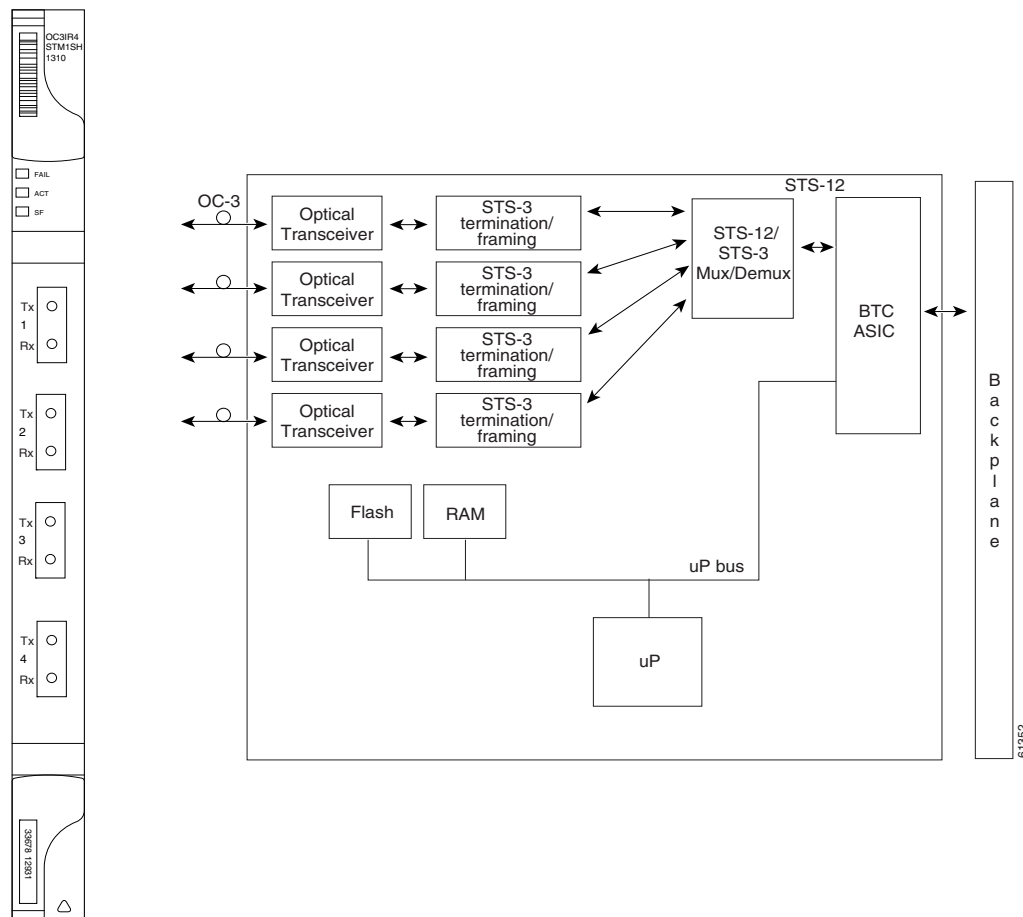 OC3IR4
STM1SH
1310
FAIL
ACT
SF
Tx
1
Rx
Tx
2
Rx
Tx
3
Rx
Tx
4
Rx
33678 12931
OC-3
Optical
Transceiver
STS-3
termination/
framing
Optical
Transceiver
STS-3
termination/
framing
Optical
Transceiver
STS-3
termination/
framing
Optical
Transceiver
STS-3
termination/
framing
STS-12/
STS-3
Mux/Demux
STS-12
BTC
ASIC
Flash
RAM
uP bus
uP
Backplane
61352